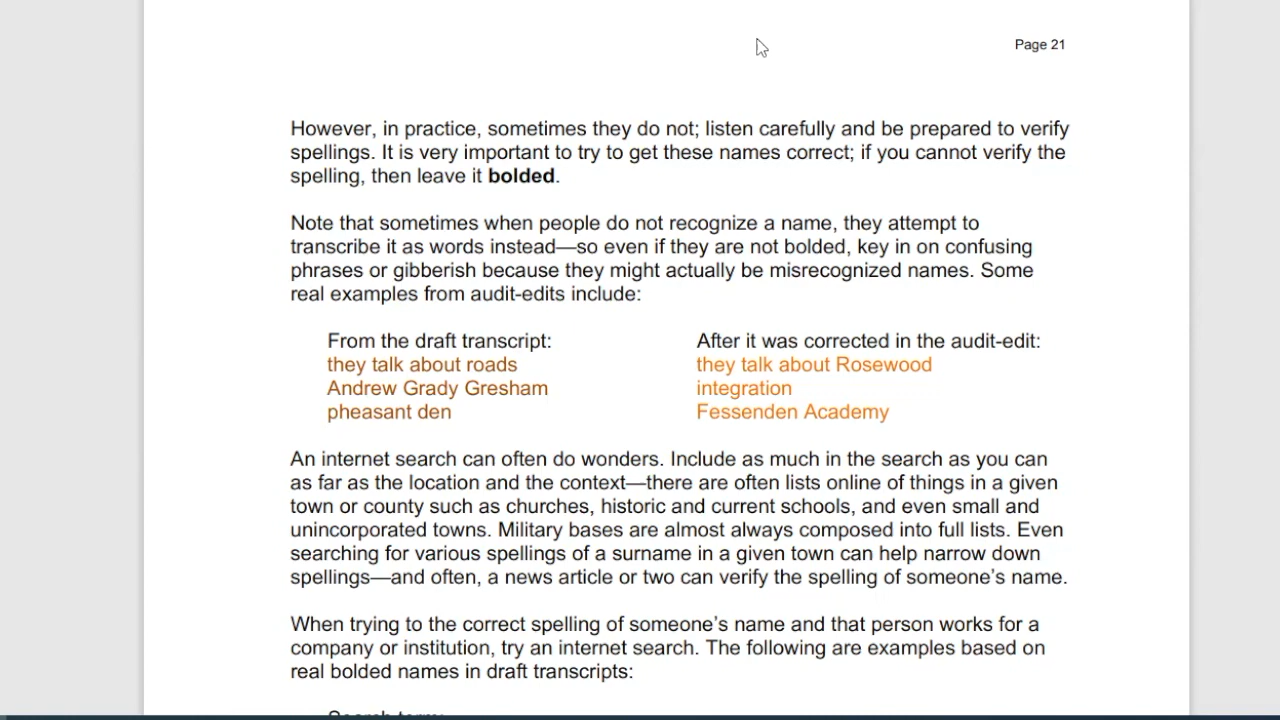 Page 21
However, in practice, sometimes they do not; listen carefully and be prepared to verify
spellings. It is very important to try to get these names correct; if you cannot verify the
spelling, then leave it bolded.
Note that sometimes when people do not recognize a name, they attempt to
transcribe it as words instead—so even if they are not bolded, key in on confusing
phrases or gibberish because they might actually be misrecognized names. Some
real examples from audit-edits include:
From the draft transcript:
they talk about roads
Andrew Grady Gresham
pheasant den
After it was corrected in the audit-edit:
they talk about Rosewood
integration
Fessenden Academy
An internet search can often do wonders. Include as much in the search as you can
as far as the location and the context—there are often lists online of things in a given
town or county such as churches, historic and current schools, and even small and
unincorporated towns. Military bases are almost always composed into full lists. Even
searching for various spellings of a surname in a given town can help narrow down
spellings—and often, a news article or two can verify the spelling of someone’s name.
When trying to the correct spelling of someone’s name and that person works for a
company or institution, try an internet search. The following are examples based on
real bolded names in draft transcripts: